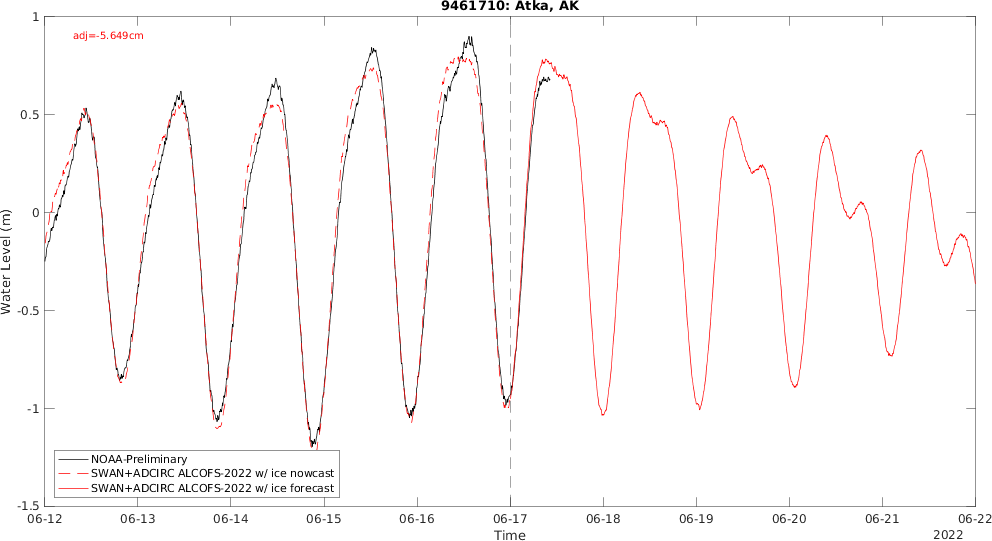 9461710: Atka, AK
adj=-5.649cm
1
0.5
0
-0.5
-1
-1.5
Water Level (m)
NOAA-Preliminary
SWAN+ADCIRC ALCOFS-2022 w/ ice nowcast
SWAN+ADCIRC ALCOFS-2022 w/ ice forecast
06-12 06-13 06-14 06-15 06-16 06-17 06-18 06-19 06-20 06-21 06-22
Time
2022